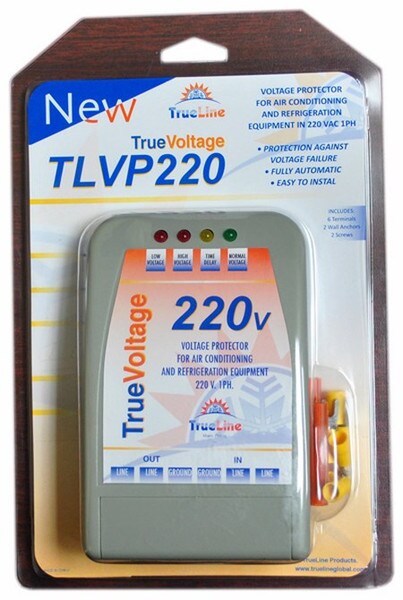 New
TrueLine
VOLTAGE PROTECTOR
FOR AIR CONDITIONING
AND REFRIGERATION
EQUIPMENT IN 220 VAC 1PH
TrueVoltage
TLVP220
• PROTECTION AGAINST
VOLTAGE FAILURE
• FULLY AUTOMATIC
• EASY TO INSTAL
INCLUDES:
6 Terminals
2 Wall Anchors
2 Screws
LOW VOLTAGE
HIGH VOLTAGE
TIME DELAY
NORMAL VOLTAGE
TrueVoltage
220V
VOLTAGE PROTECTOR
FOR AIR CONDITIONING
AND REFRIGERATION EQUIPMENT
220 V. 1PH.
TrueLine
OUT IN
LINE LINE GROUND GROUND LINE LINE
TrueLine Products.
www.truelineglobal.com